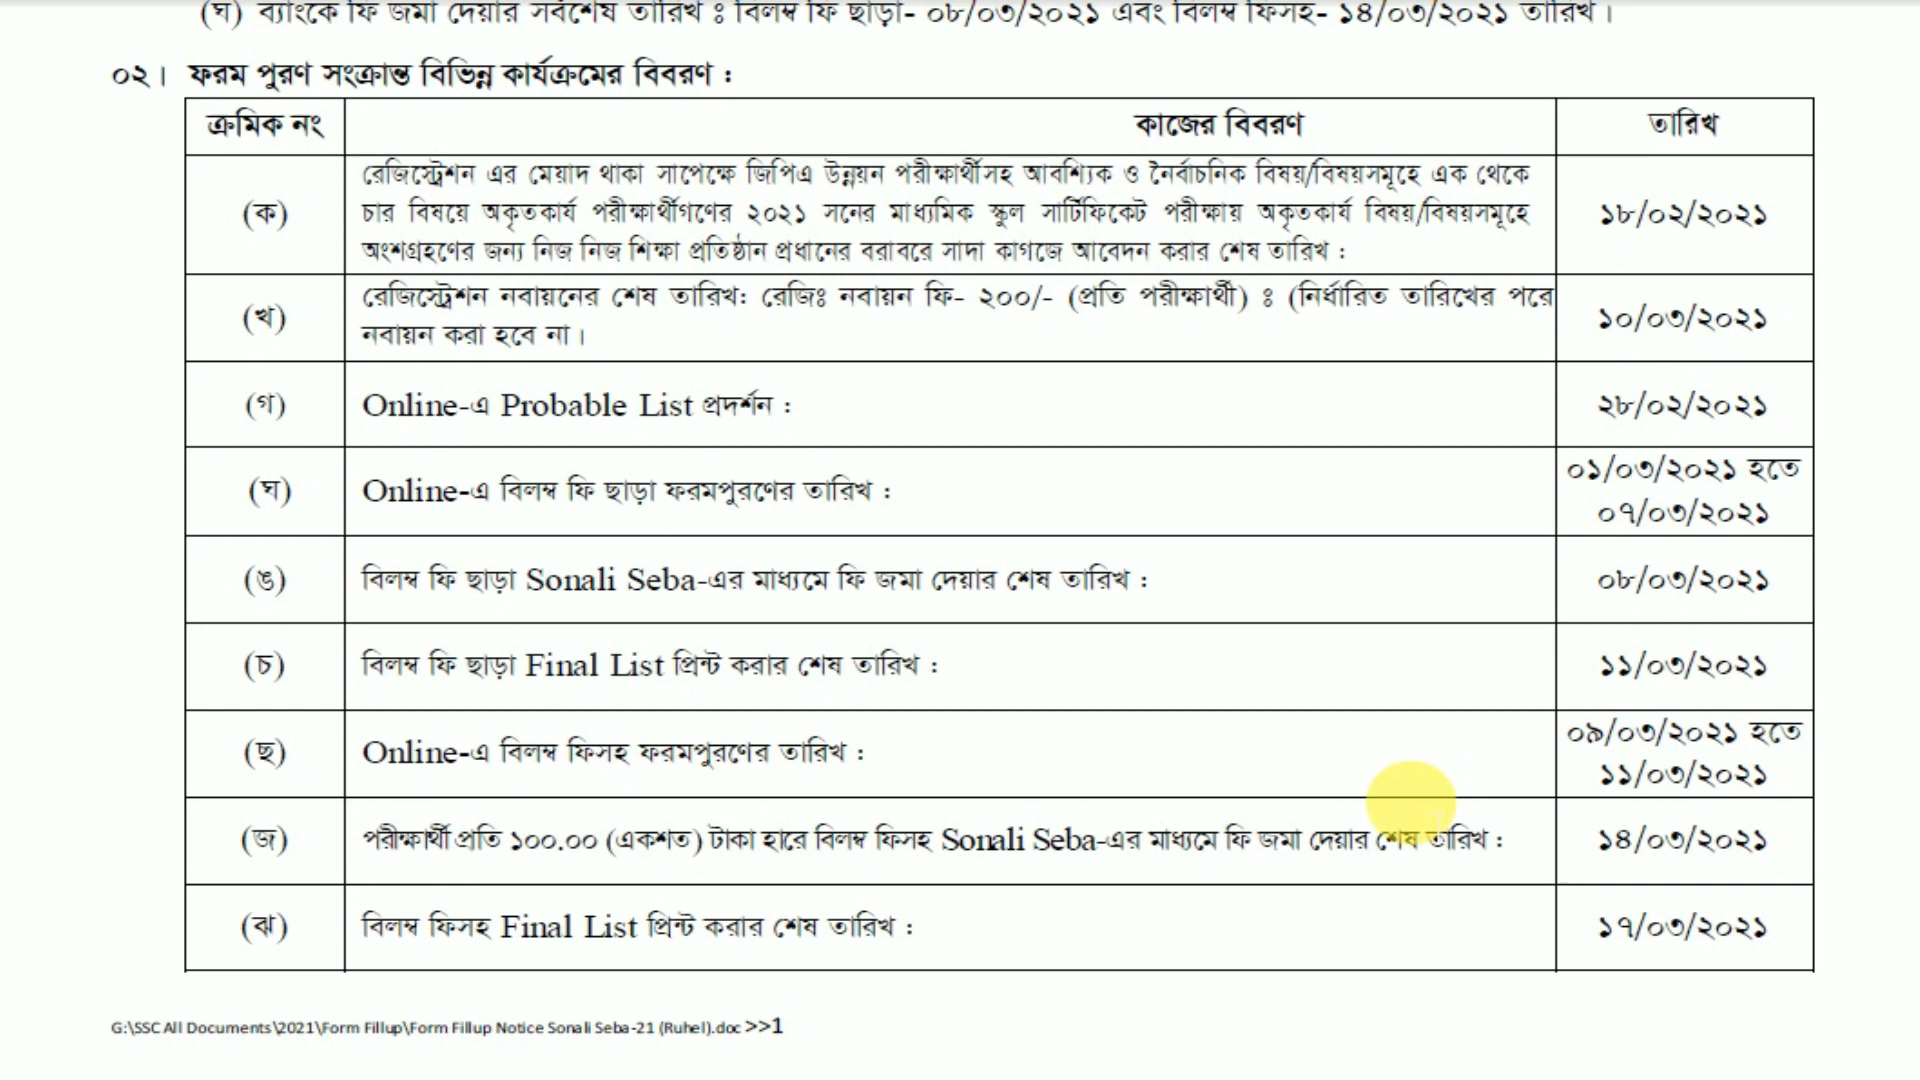 (ঘ) ব্যাংকে ফি জমা দেয়ার সর্বশেষ তারিখ ঃ বিলম্ব ফি ছাড়া- ০৮/০৩/২০২১ এবং বিলম্ব ফিসহ- ১৪/০৩/২০২১ তারিখ।
০২। ফরম পুরণ সংক্রান্ত বিভিন্ন কার্যক্রমের বিবরণ :
ক্রমিক নং কাজের বিবরণ তারিখ
রেজিস্ট্রেশন এর মেয়াদ থাকা সাপেক্ষে জিপিএ উন্নয়ন পরীক্ষার্থীসহ আবশ্যিক ও নৈর্বাচনিক বিষয়/বিষয়সমূহে এক থেকে
(ক) চার বিষয়ে অকৃতকার্য পরীক্ষার্থীগণের ২০২১ সনের মাধ্যমিক স্কুল সার্টিফিকেট পরীক্ষায় অকৃতকার্য বিষয়/বিষয়সমূহে ১৮/০২/২০২১
অংশগ্রহণের জন্য নিজ নিজ শিক্ষা প্রতিষ্ঠান প্রধানের বরাবরে সাদা কাগজে আবেদন করার শেষ তারিখ :
রেজিস্ট্রেশন নবায়নের শেষ তারিখঃ রেজিঃ নবায়ন ফি- ২০০/- (প্রতি পরীক্ষার্থী) ঃ (নির্ধারিত তারিখের পরে
(খ) নবায়ন করা হবে না। ১০/০৩/২০২১
(গ) Online-এ Probable List প্রদর্শন : ২৮/০২/২০২১
(ঘ) Online-এ বিলম্ব ফি ছাড়া ফরমপুরণের তারিখ : ০১/০৩/২০২১ হতে
০৭/০৩/২০২১
(ঙ) বিলম্ব ফি ছাড়া Sonali Seba-এর মাধ্যমে ফি জমা দেয়ার শেষ তারিখ : ০৮/০৩/২০২১
(চ) বিলম্ব ফি ছাড়া Final List প্রিন্ট করার শেষ তারিখ : ১১/০৩/২০২১
(ছ) Online-এ বিলম্ব ফিসহ ফরমপুরণের তারিখ : ০৯/০৩/২০২১ হতে
১১/০৩/২০২১
(জ) পরীক্ষার্থী প্রতি ১০০.০০ (একশত) টাকা হারে বিলম্ব ফিসহ Sonali Seba-এর মাধ্যমে ফি জমা দেয়ার শেষ তারিখ : ১৪/০৩/২০২১
(ঝ) বিলম্ব ফিসহ Final List প্রিন্ট করার শেষ তারিখ : ১৭/০৩/২০২১
G:\SSC All Documents\2021\Form Fillup\Form Fillup Notice Sonali Seba-21 (Ruhel).doc >>1